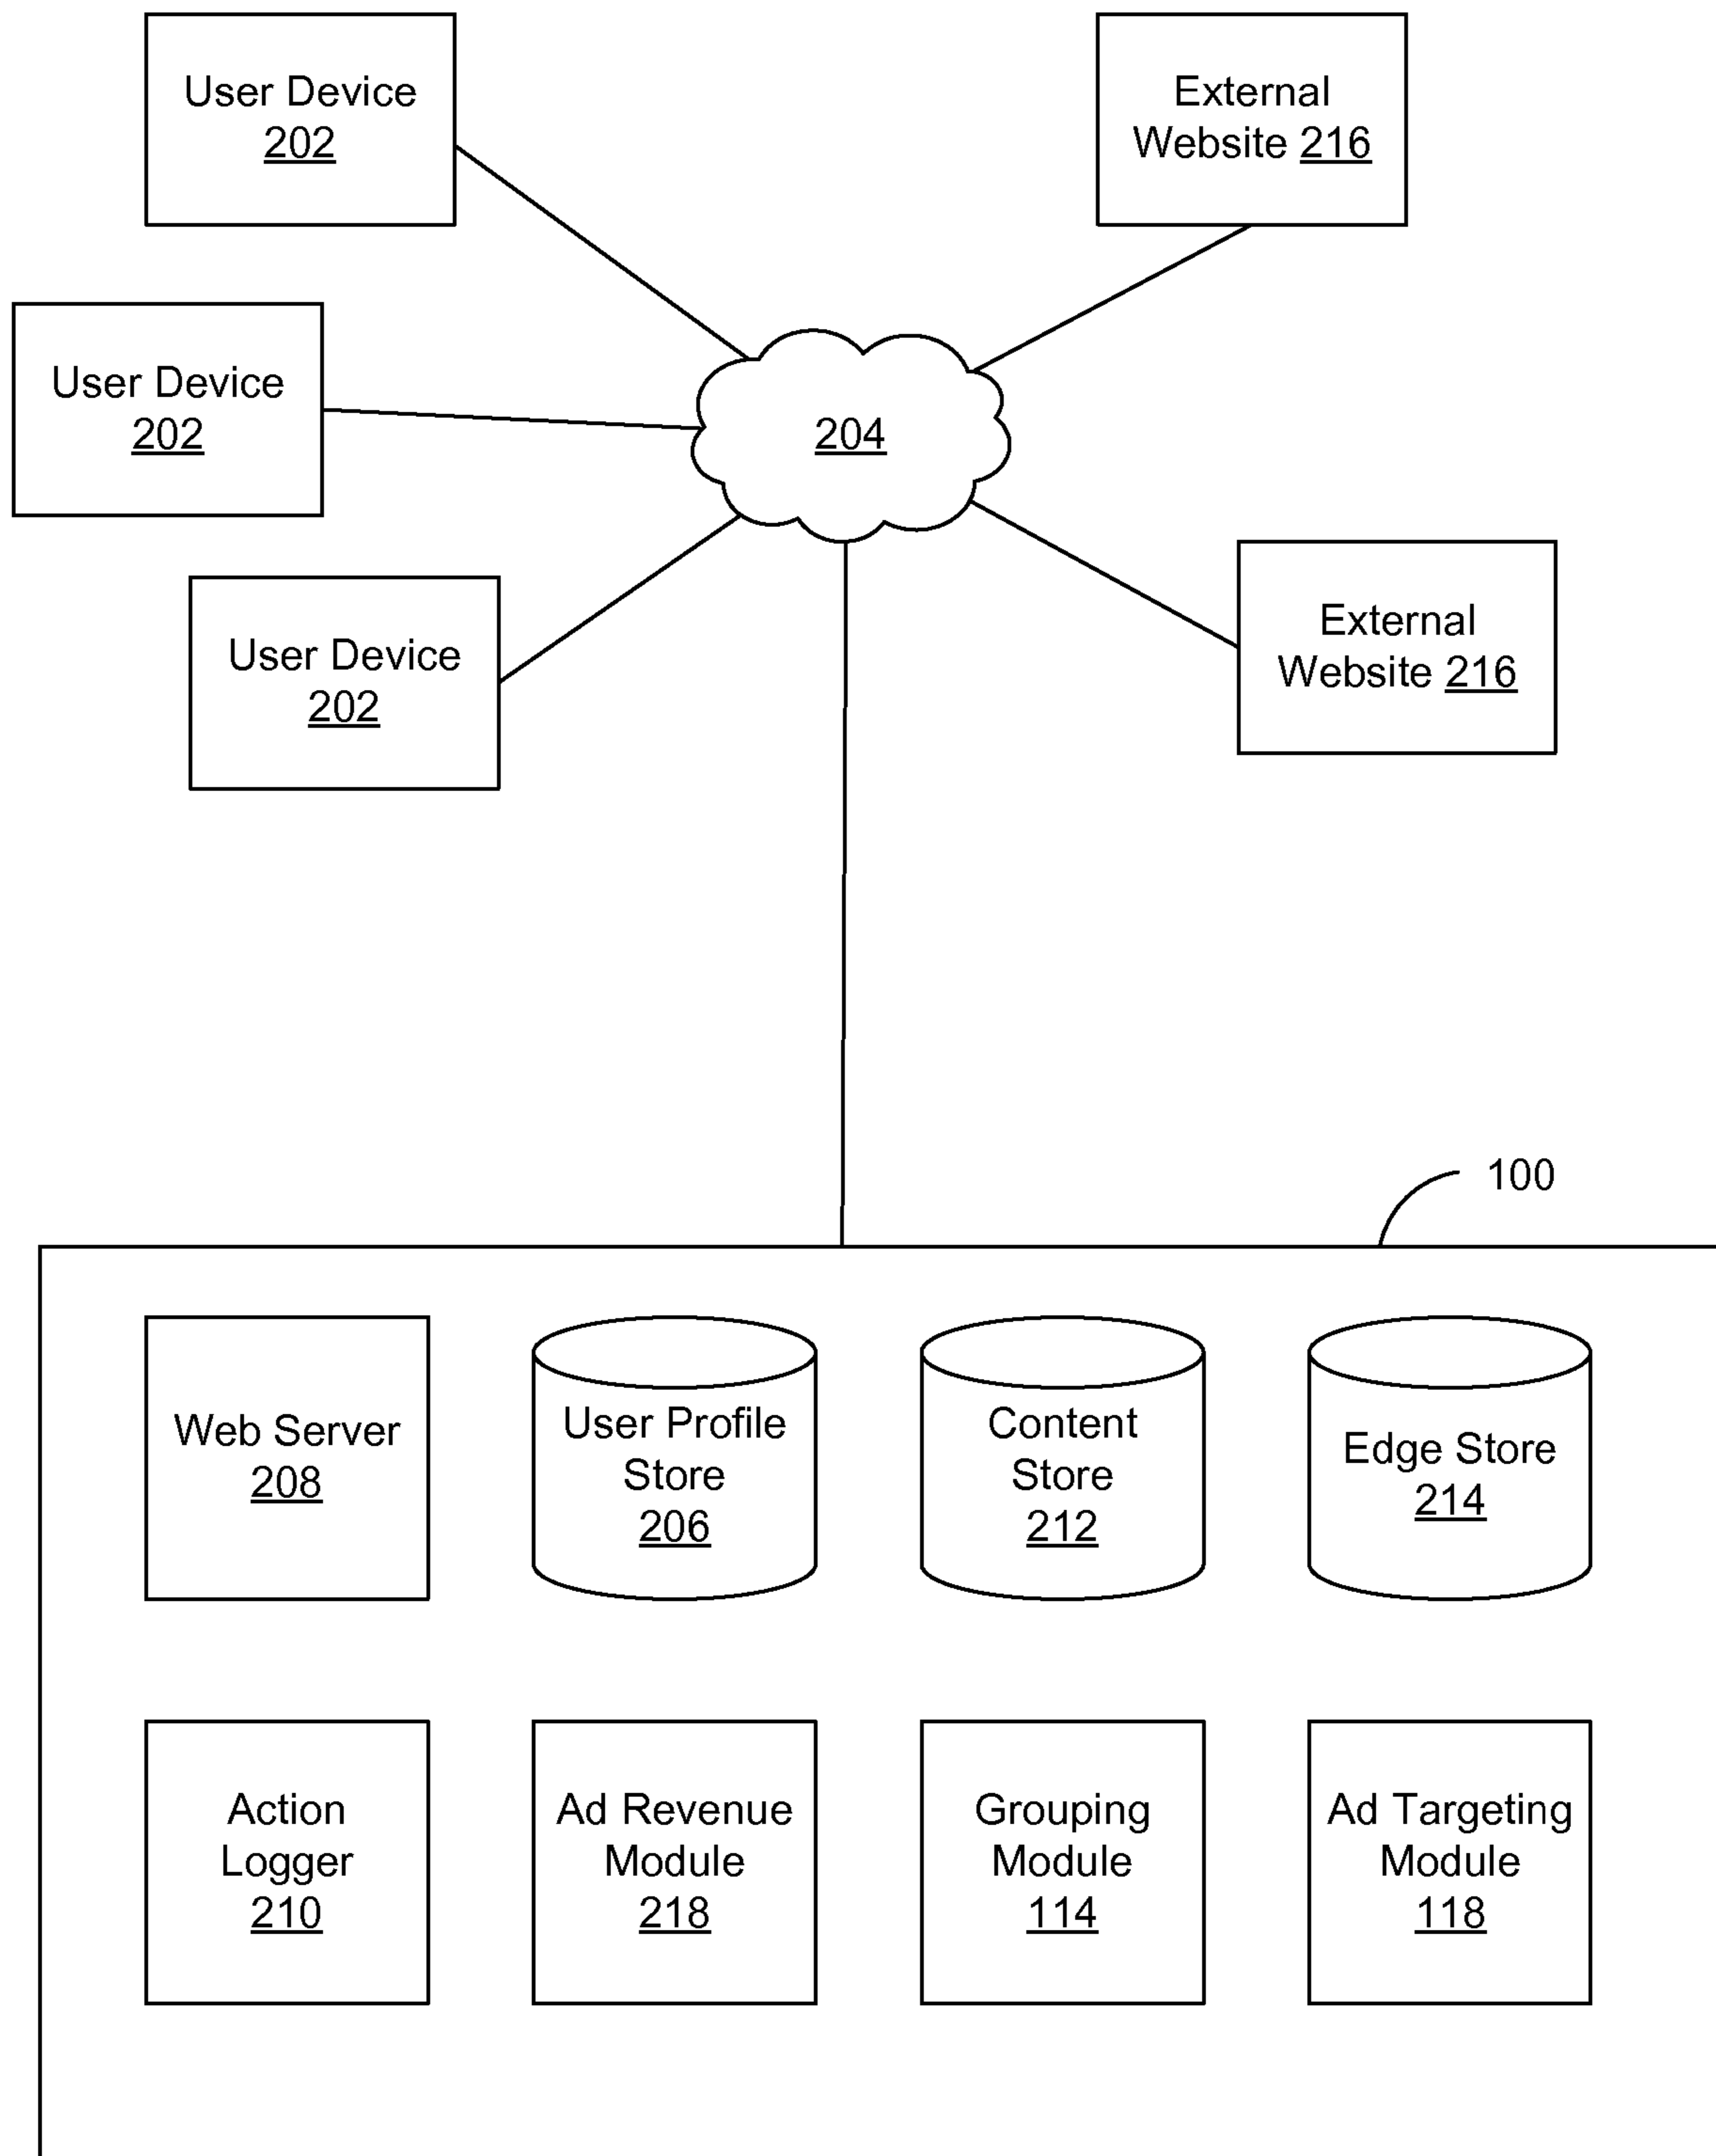 User Device
202
External
Website 216
User Device
202
204
User Device
202
External
Website 216
100
Web Server
208
User Profile
Store
206
Content
Store
212
Edge Store
214
Action
Logger
210
Ad Revenue
Module
218
Grouping
Module
114
Ad Targeting
Module
118